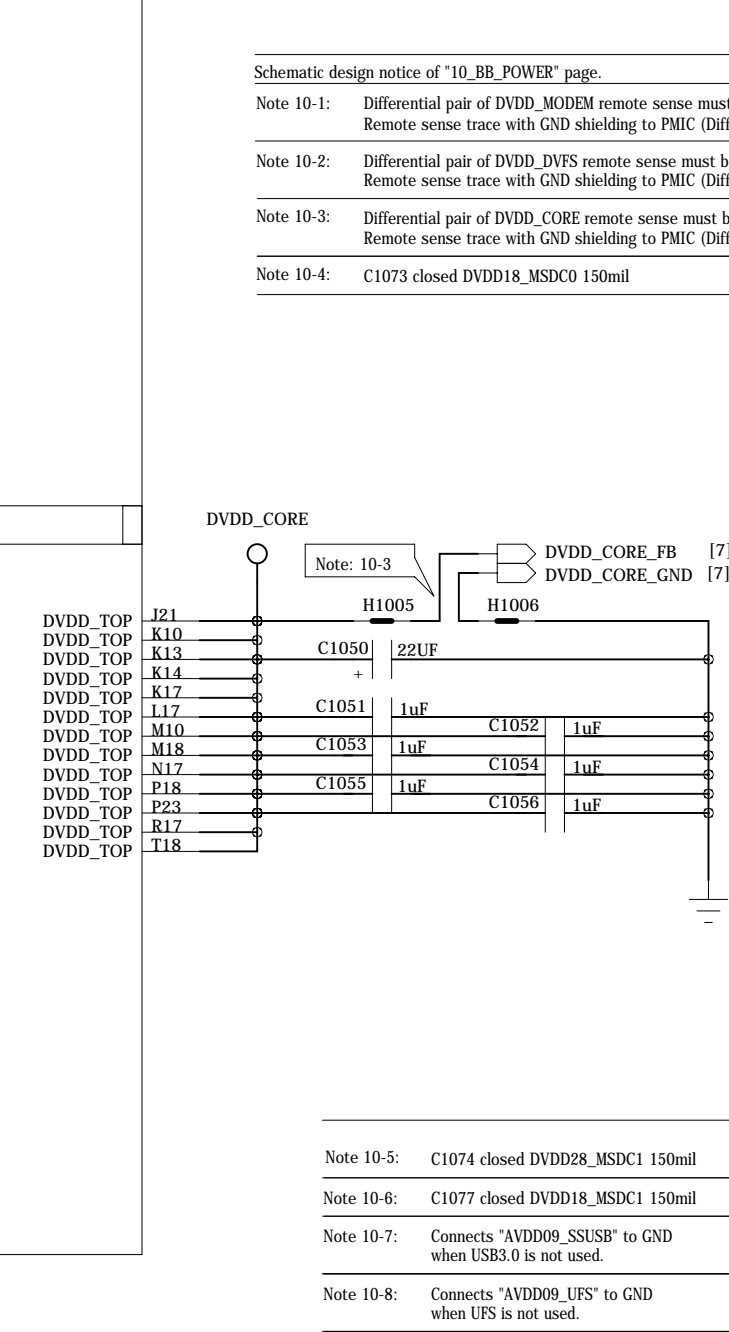 Schematic design notice of "10_BB_POWER" page.
Note 10-1: Differential pair of DVDD_MODEM remote sense must
Remote sense trace with GND shielding to PMIC (Diff
Note 10-2: Differential pair of DVDD_DVFS remote sense must b
Remote sense trace with GND shielding to PMIC (Diff
Note 10-3: Differential pair of DVDD_CORE remote sense must b
Remote sense trace with GND shielding to PMIC (Diff
Note 10-4: C1073 closed DVDD18_MSDC0 150mil
DVDD_CORE
Note: 10-3
DVDD_CORE_FB [7]
DVDD_CORE_GND [7]
H1005 H1006
DVDD_TOP J21
DVDD_TOP K10
DVDD_TOP K13 C1050 22UF
+
DVDD_TOP K14
DVDD_TOP K17
DVDD_TOP L17 C1051 1uF
DVDD_TOP M10 C1052 1uF
DVDD_TOP M18 C1053 1uF
DVDD_TOP N17 C1054 1uF
DVDD_TOP P18 C1055 1uF
DVDD_TOP P23 C1056 1uF
DVDD_TOP R17
DVDD_TOP T18
Note 10-5: C1074 closed DVDD28_MSDC1 150mil
Note 10-6: C1077 closed DVDD18_MSDC1 150mil
Note 10-7: Connects "AVDD09_SSUSB" to GND
when USB3.0 is not used.
Note 10-8: Connects "AVDD09_UFS" to GND
when UFS is not used.